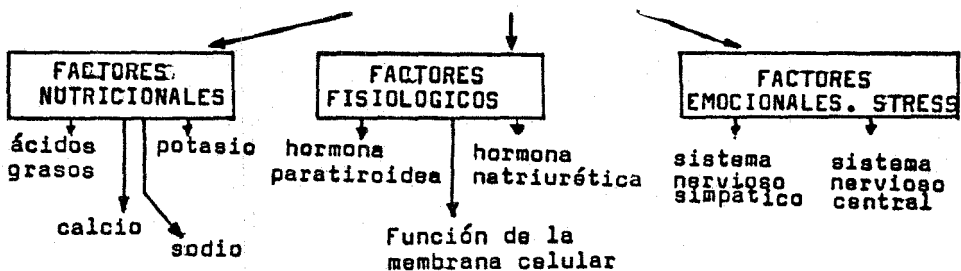 FACTORES
NUTRICIONALES
ácidos
grasos
potasio
calcio
sodio
FACTORES
FISIOLOGICOS
hormona
paratiroidea
hormona
natriurética
Función de la
membrana celular
FACTORES
EMOCIONALES. STRESS
sistema
nervioso
simpático
sistema
nervioso
central